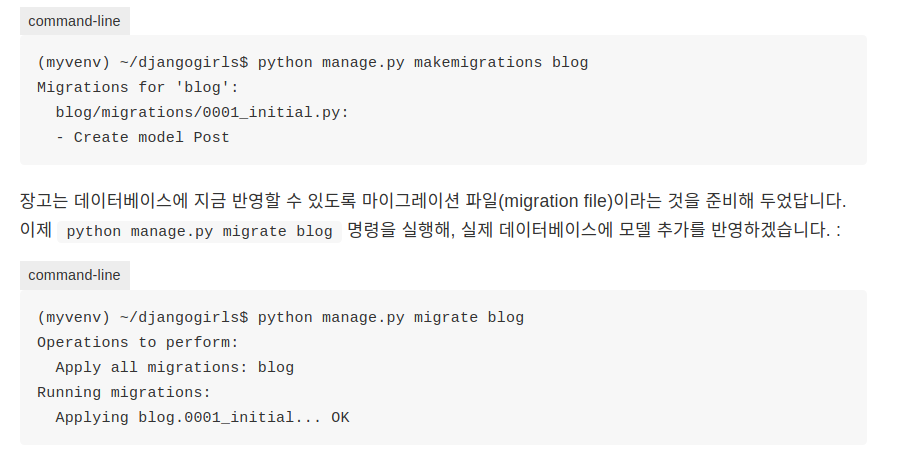 command-line
(myvenv) ~/djangogirls$ python manage.py makemigrations blog
Migrations for 'blog':
  blog/migrations/0001_initial.py:
  - Create model Post
장고는 데이터베이스에 지금 반영할 수 있도록 마이그레이션 파일(migration file)이라는 것을 준비해 두었답니다.
이제 python manage.py migrate blog 명령을 실행해, 실제 데이터베이스에 모델 추가를 반영하겠습니다. :
command-line
(myvenv) ~/djangogirls$ python manage.py migrate blog
Operations to perform:
  Apply all migrations: blog
Running migrations:
  Applying blog.0001_initial... OK